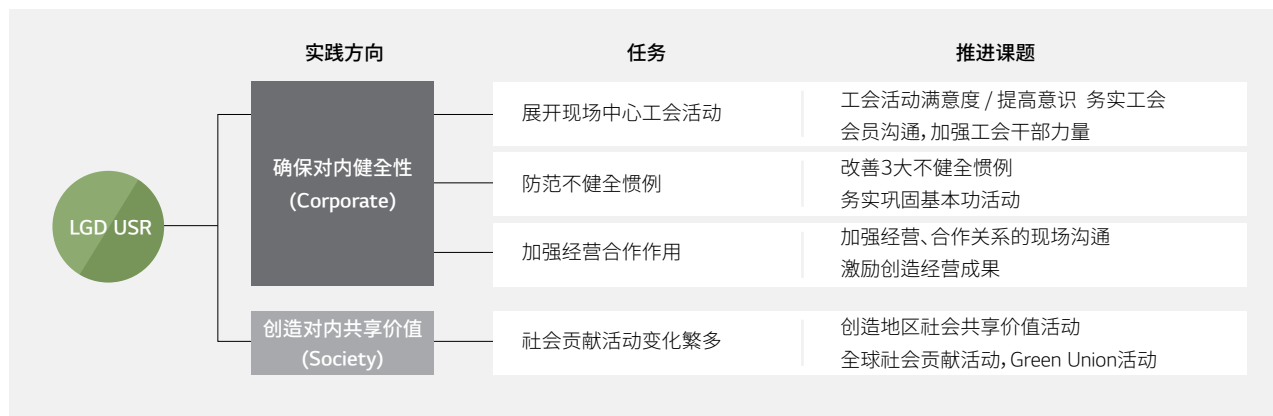 实践方向 任务 推进课题
LGD USR
确保对内健全性
(Corporate)
展开现场中心工会活动
工会活动满意度 / 提高意识 务实工会
会员沟通, 加强工会干部力量
防范不健全惯例
改善3大不健全惯例
务实巩固基本功活动
加强经营合作作用
加强经营、合作关系的现场沟通
激励创造经营成果
创造对内共享价值
(Society)
社会贡献活动变化繁多
创造地区社会共享价值活动
全球社会贡献活动, Green Union活动